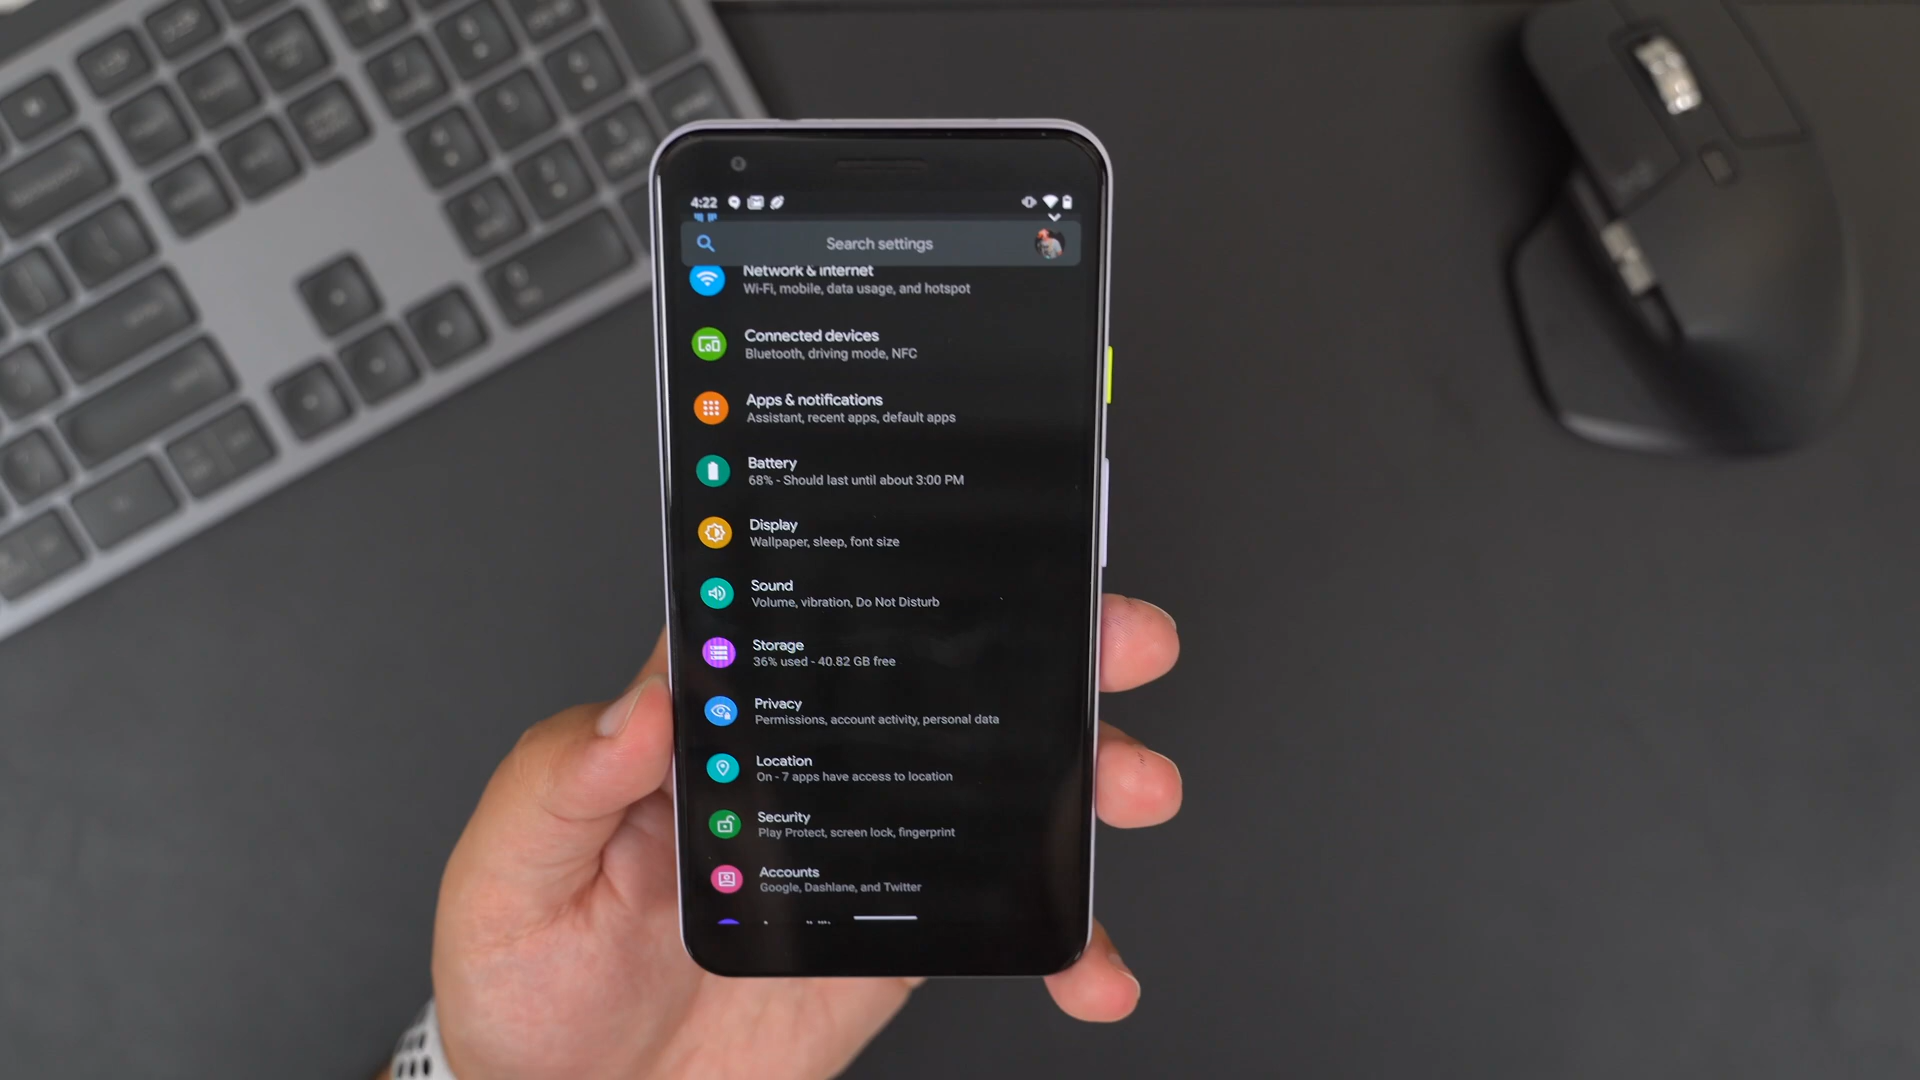 4:22
Search settings
Network & internet
Wi-Fi, mobile, data usage, and hotspot
Connected devices
Bluetooth, driving mode, NFC
Apps & notifications
Assistant, recent apps, default apps
Battery
68% - Should last until about 3:00 PM
Display
Wallpaper, sleep, font size
Sound
Volume, vibration, Do Not Disturb
Storage
36% used - 40.82 GB free
Privacy
Permissions, account activity, personal data
Location
On - 7 apps have access to location
Security
Play Protect, screen lock, fingerprint
Accounts
Google, Dashlane, and Twitter